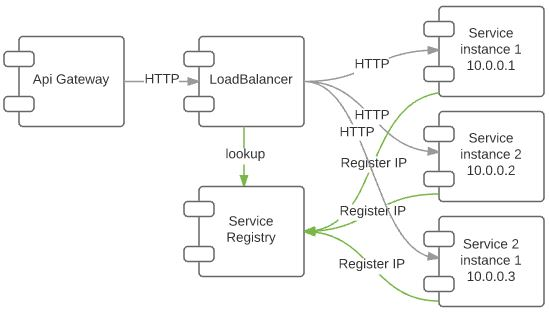 Api Gateway
HTTP
LoadBalancer
HTTP
Service
instance 1
10.0.0.1
HTTP
HTTP
Service
instance 2
10.0.0.2
lookup
Register IP
Service
Registry
Register IP
Register IP
Service 2
instance 1
10.0.0.3